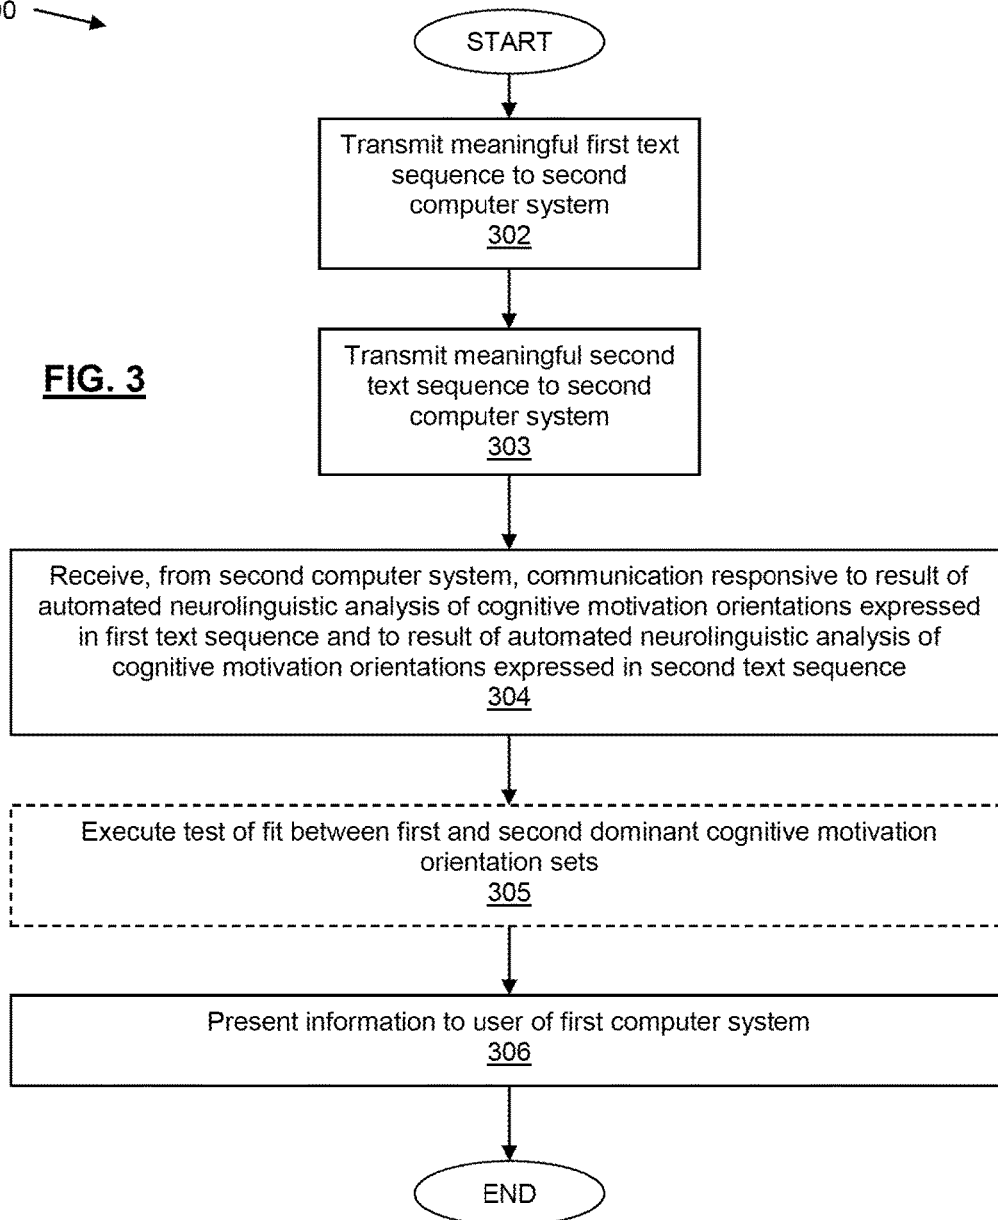 START
Transmit meaningful first text
sequence to second
computer system
302
Transmit meaningful second
text sequence to second
computer system
303
FIG. 3
Receive, from second computer system, communication responsive to result of
automated neurolinguistic analysis of cognitive motivation orientations expressed
in first text sequence and to result of automated neurolinguistic analysis of
cognitive motivation orientations expressed in second text sequence
304
Execute test of fit between first and second dominant cognitive motivation
orientation sets
305
Present information to user of first computer system
306
END